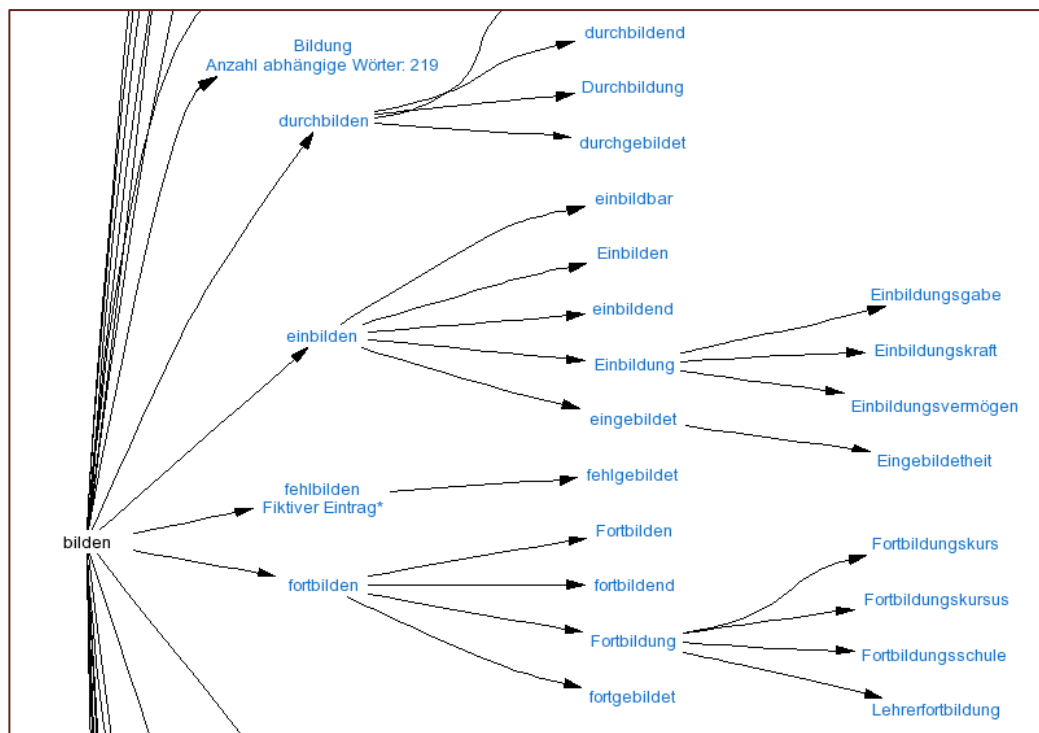 Bildung
Anzahl abhängige Wörter: 219
durchbilden
durchbildend
Durchbildung
durchgebildet
einbilden
einbildbar
Einbilden
einbildend
Einbildung
Einbildungsgabe
Einbildungskraft
Einbildungsvermögen
eingebildet
Eingebildetheit
fehlbilden
Fiktiver Eintrag*
fehlgebildet
bilden
fortbilden
Fortbilden
fortbildend
Fortbildung
Fortbildungskurs
Fortbildungskursus
Fortbildungsschule
Lehrerfortbildung
fortgebildet